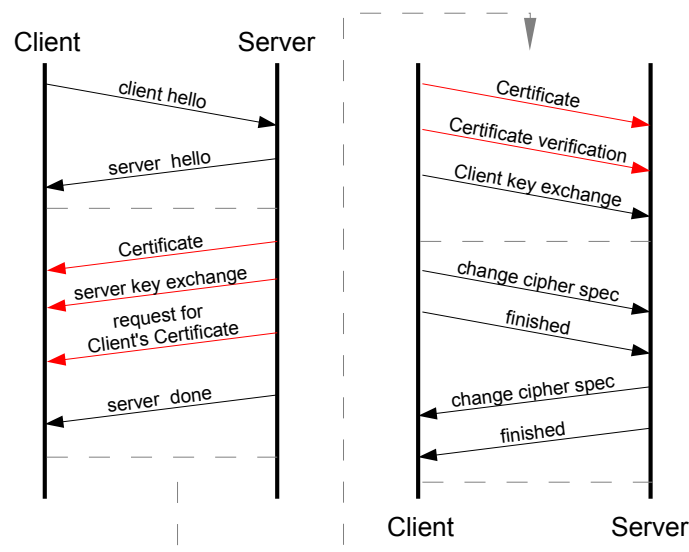 Client
Server
client hello
server hello
Certificate
server key exchange
request for
Client's Certificate
server done
Certificate
Certificate verification
Client key exchange
change cipher spec
finished
change cipher spec
finished
Client
Server